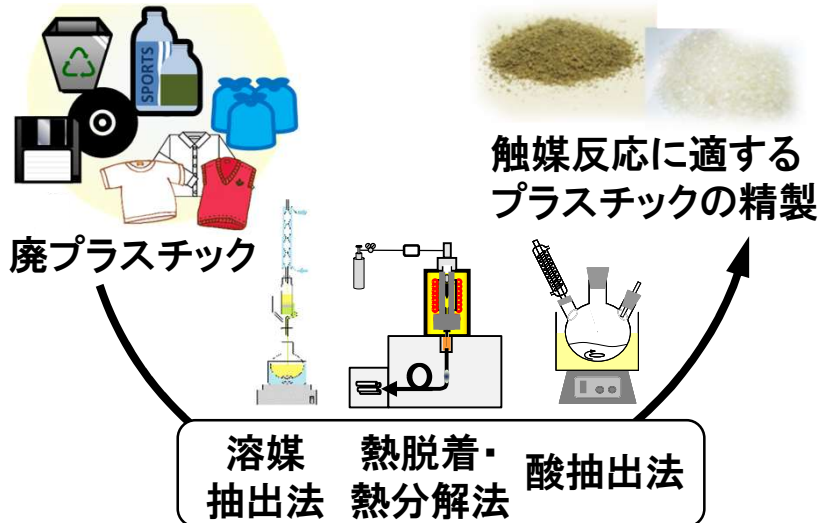 SPORTS
触媒反応に適する
プラスチックの精製
廃プラスチック
溶媒
抽出法
熱脱着・
熱分解法
酸抽出法